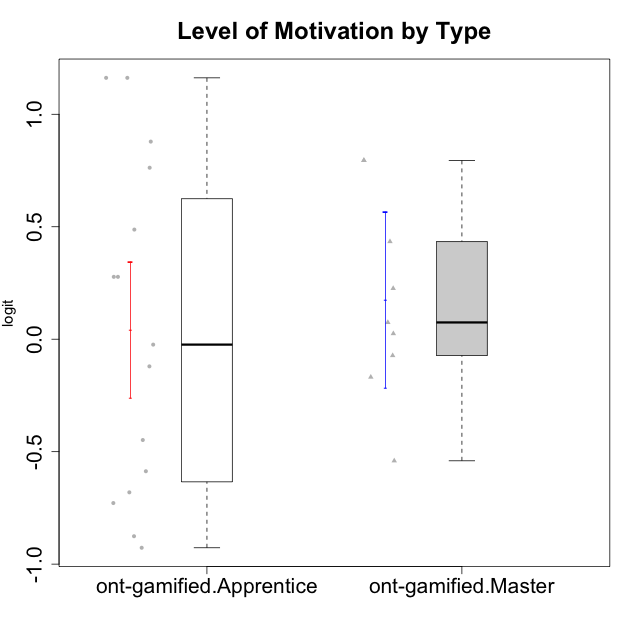 Level of Motivation by Type
logit
1.0
0.5
0.0
-0.5
-1.0
ont-gamified.Apprentice
ont-gamified.Master